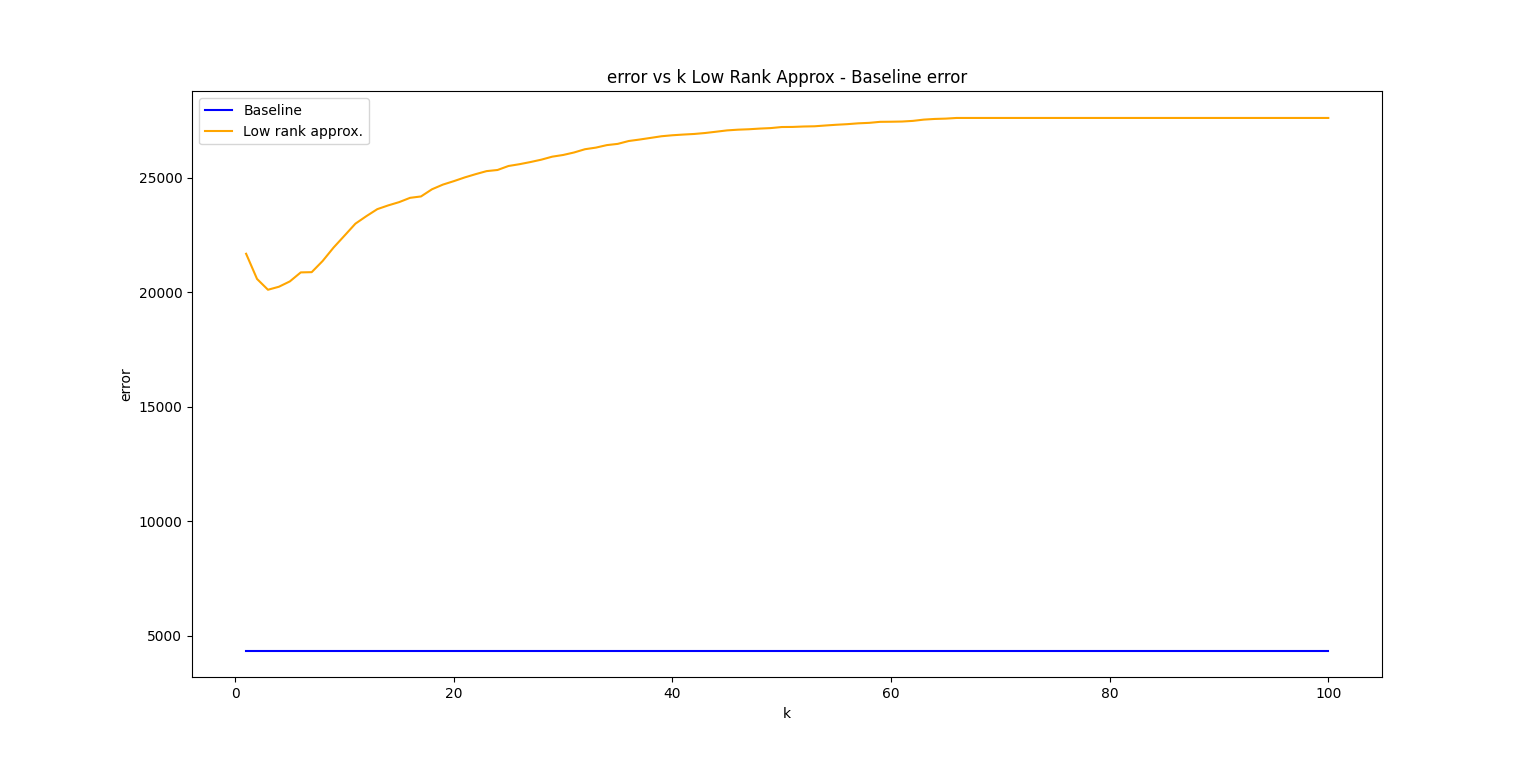 error vs k Low Rank Approx - Baseline error
Baseline
Low rank approx.
25000
20000
15000
10000
5000
error
0 20 40 60 80 100
k